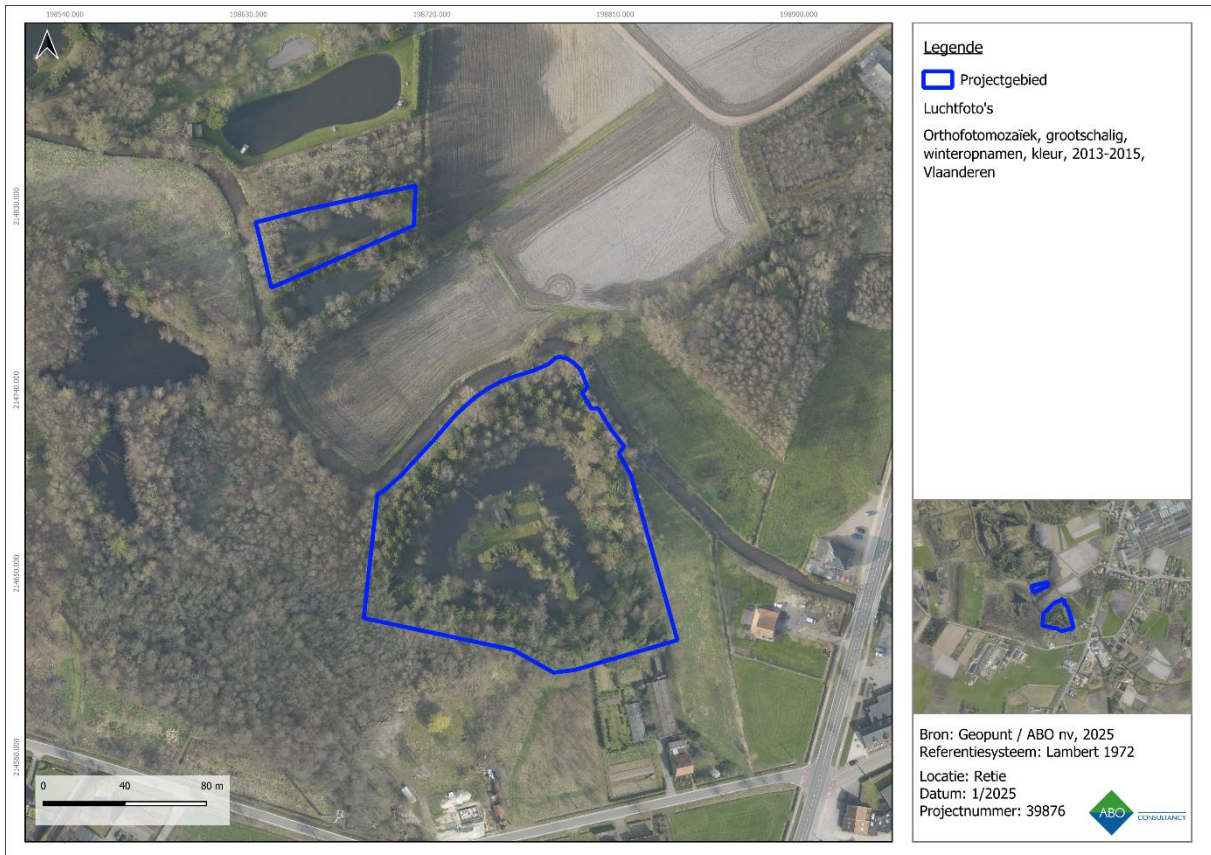 198540.000
198630.000
198720.000
198810.000
198900.000
214830.000
214740.000
214650.000
214560.000
0 40 80 m
Legende
Projectgebied
Luchtfoto's
Orthofotomozaïek, grootschalig,
winteropnamen, kleur, 2013-2015,
Vlaanderen
Bron: Geopunt / ABO nv, 2025
Referentiesysteem: Lambert 1972
Locatie: Retie
Datum: 1/2025
Projectnummer: 39876
ABO CONSULTANCY